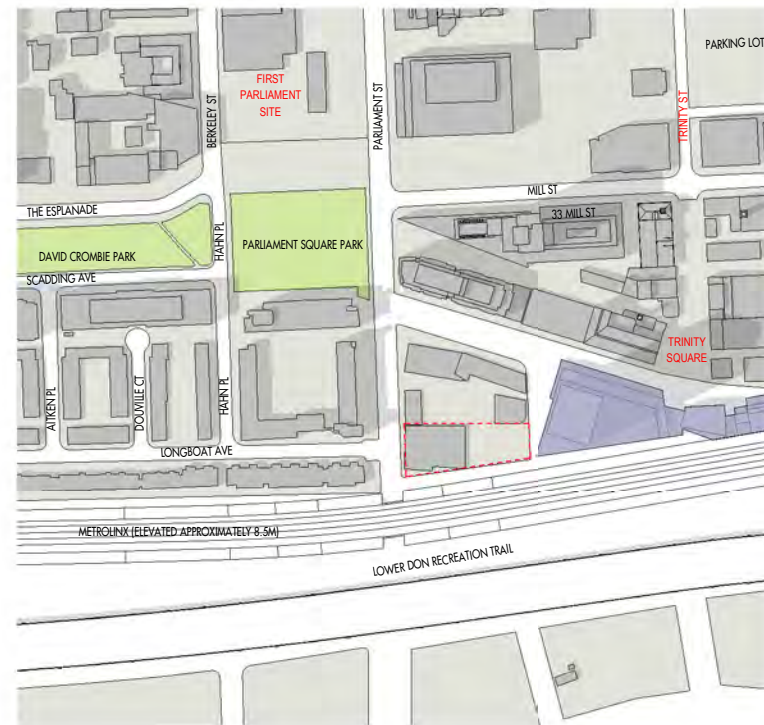 PARKING LOT
FIRST
PARLIAMENT
SITE
BERKELEY ST
PARLIAMENT ST
TRINITY ST
MILL ST
THE ESPLANADE
33 MILL ST
DAVID CROMBIE PARK
HAHN PL
PARLIAMENT SQUARE PARK
SCADDING AVE
TRINITY
SQUARE
AITKEN PL
DOUVILLE CT
HAHN PL
LONGBOAT AVE
METROLINX (ELEVATED APPROXIMATELY 8.5M)
LOWER DON RECREATION TRAIL